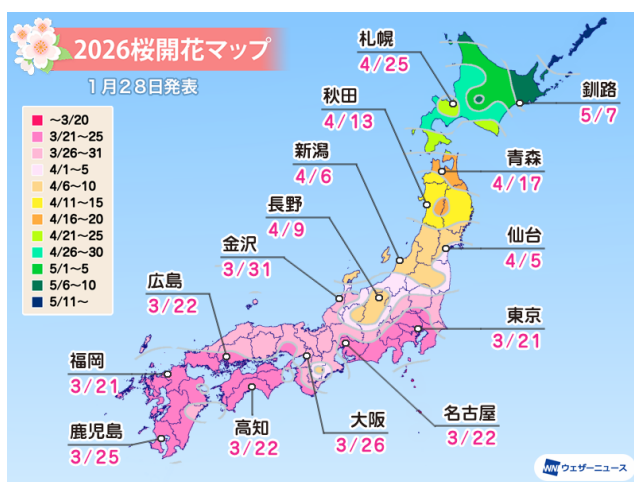 2026桜開花マップ
1月28日発表
～3/20
3/21～25
3/26～31
4/1～5
4/6～10
4/11～15
4/16～20
4/21～25
4/26～30
5/1～5
5/6～10
5/11～
札幌
4/25
釧路
5/7
秋田
4/13
青森
4/17
新潟
4/6
長野
4/9
仙台
4/5
金沢
3/31
広島
3/22
東京
3/21
福岡
3/21
名古屋
3/22
大阪
3/26
高知
3/22
鹿児島
3/25
WN ウェザーニュース